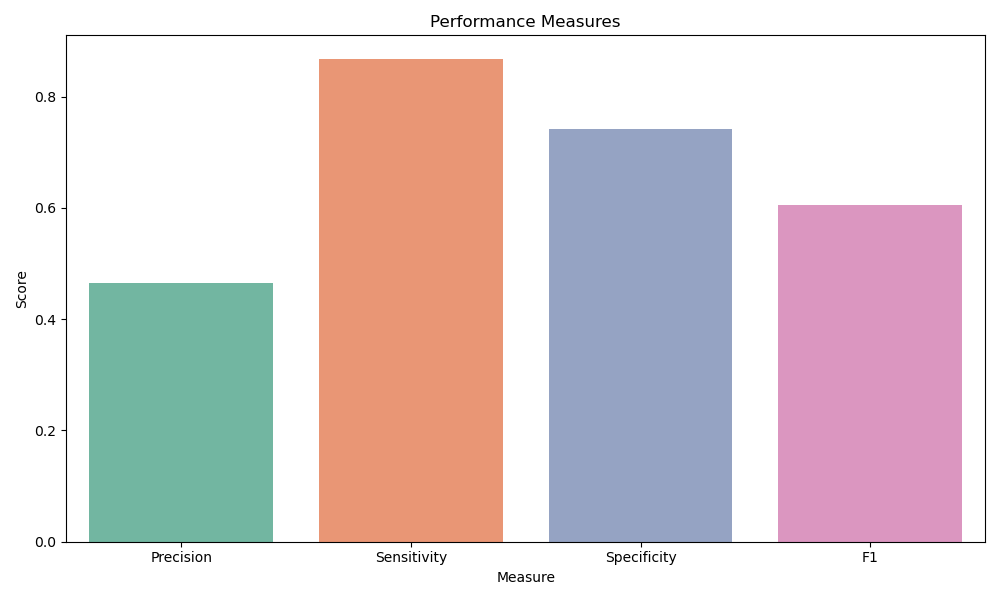 Performance Measures
Score
0.8
0.6
0.4
0.2
0.0
Precision
Sensitivity
Specificity
F1
Measure